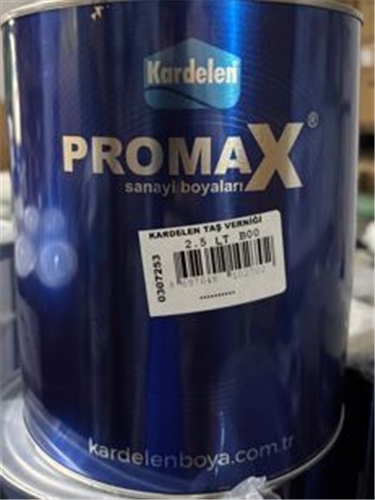 Kardelen
PROMAX®
sanayi boyaları
KARDELEN TAŞ VERNİĞİ
2.5 LT B00
0307253
kardelenboya.com.tr